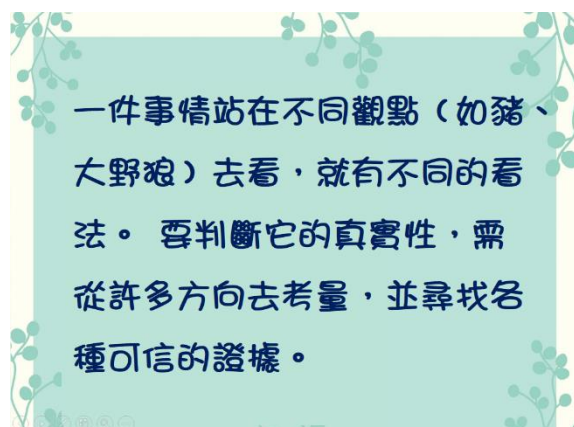 一件事情站在不同觀點（如豬、
大野狼）去看，就有不同的看
法。 要判斷它的真實性，需
從許多方向去考量，並尋找各
種可信的證據。